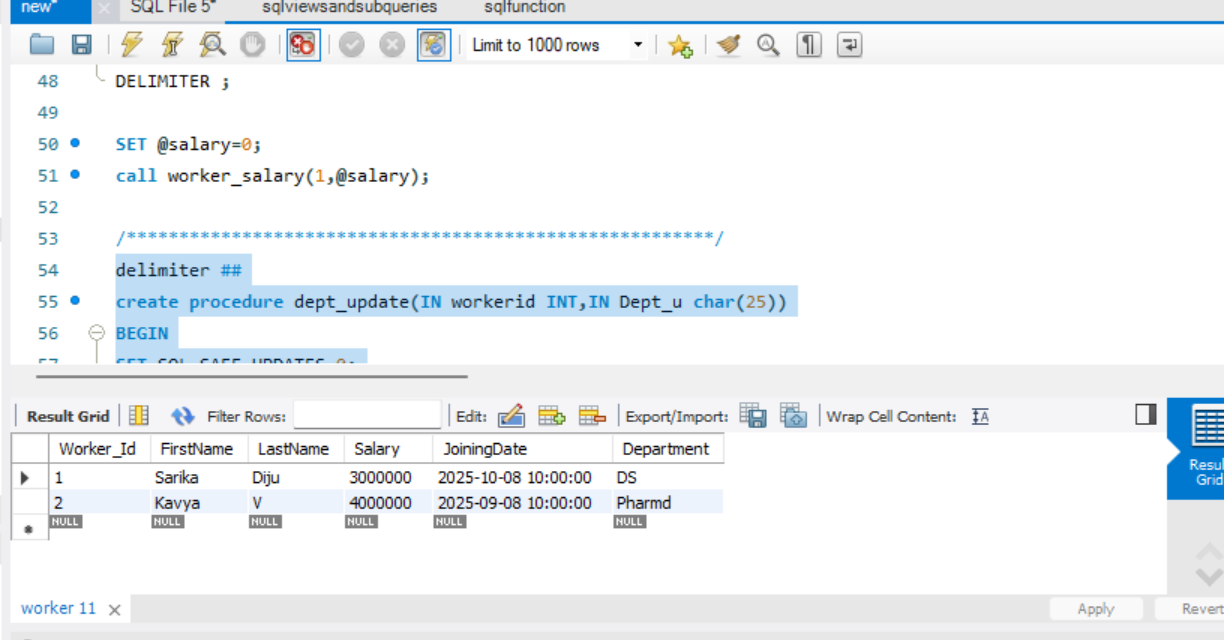 new* SQL File 5* sqlviewsandsubqueries sqlfunction
Limit to 1000 rows
48 DELIMITER ;
49
50 SET @salary=0;
51 call worker_salary(1,@salary);
52
53 /********************************************************/
54 delimiter ##
55 create procedure dept_update(IN workerid INT,IN Dept_u char(25))
56 BEGIN
57 SET SQL_SAFE_UPDATES=0;
Result Grid Filter Rows: Edit: Export/Import: Wrap Cell Content:
Worker_Id FirstName LastName Salary JoiningDate Department
1 Sarika Diju 3000000 2025-10-08 10:00:00 DS
2 Kavya V 4000000 2025-09-08 10:00:00 Pharmd
NULL NULL NULL NULL NULL NULL
Resul
Grid
worker 11 Apply Revert